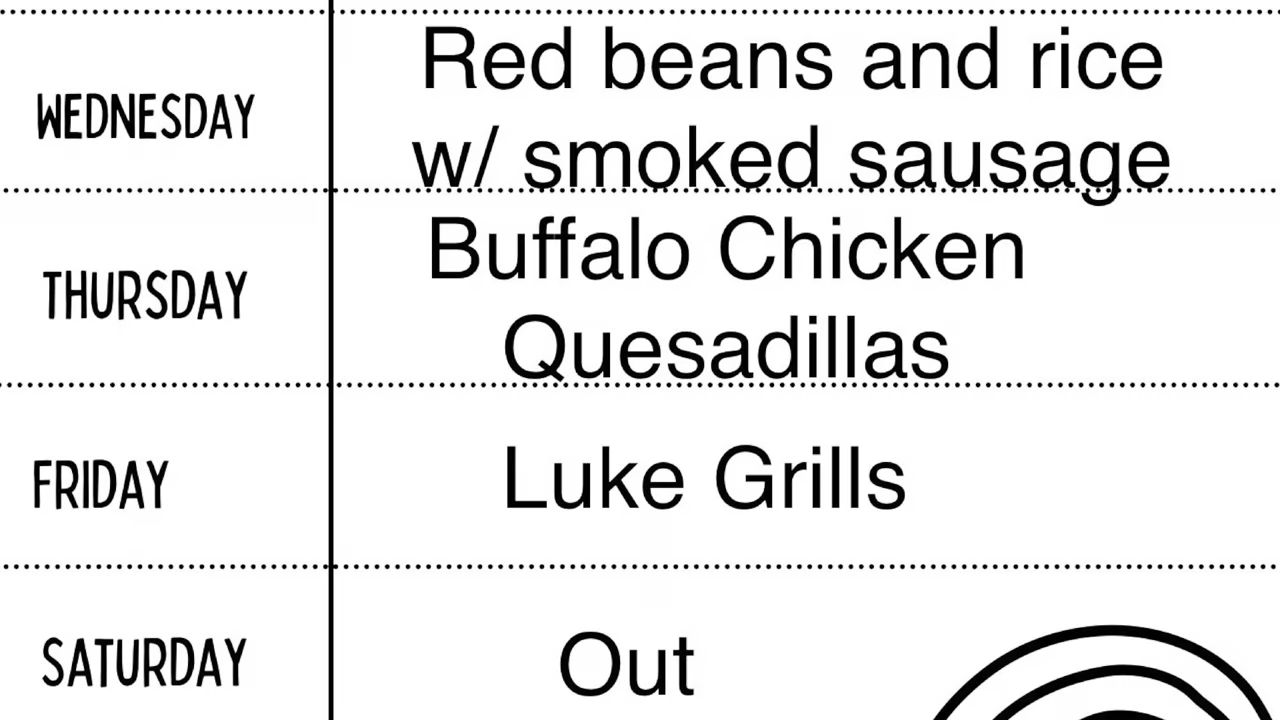 WEDNESDAY
Red beans and rice
w/ smoked sausage
THURSDAY
Buffalo Chicken
Quesadillas
FRIDAY
Luke Grills
SATURDAY
Out